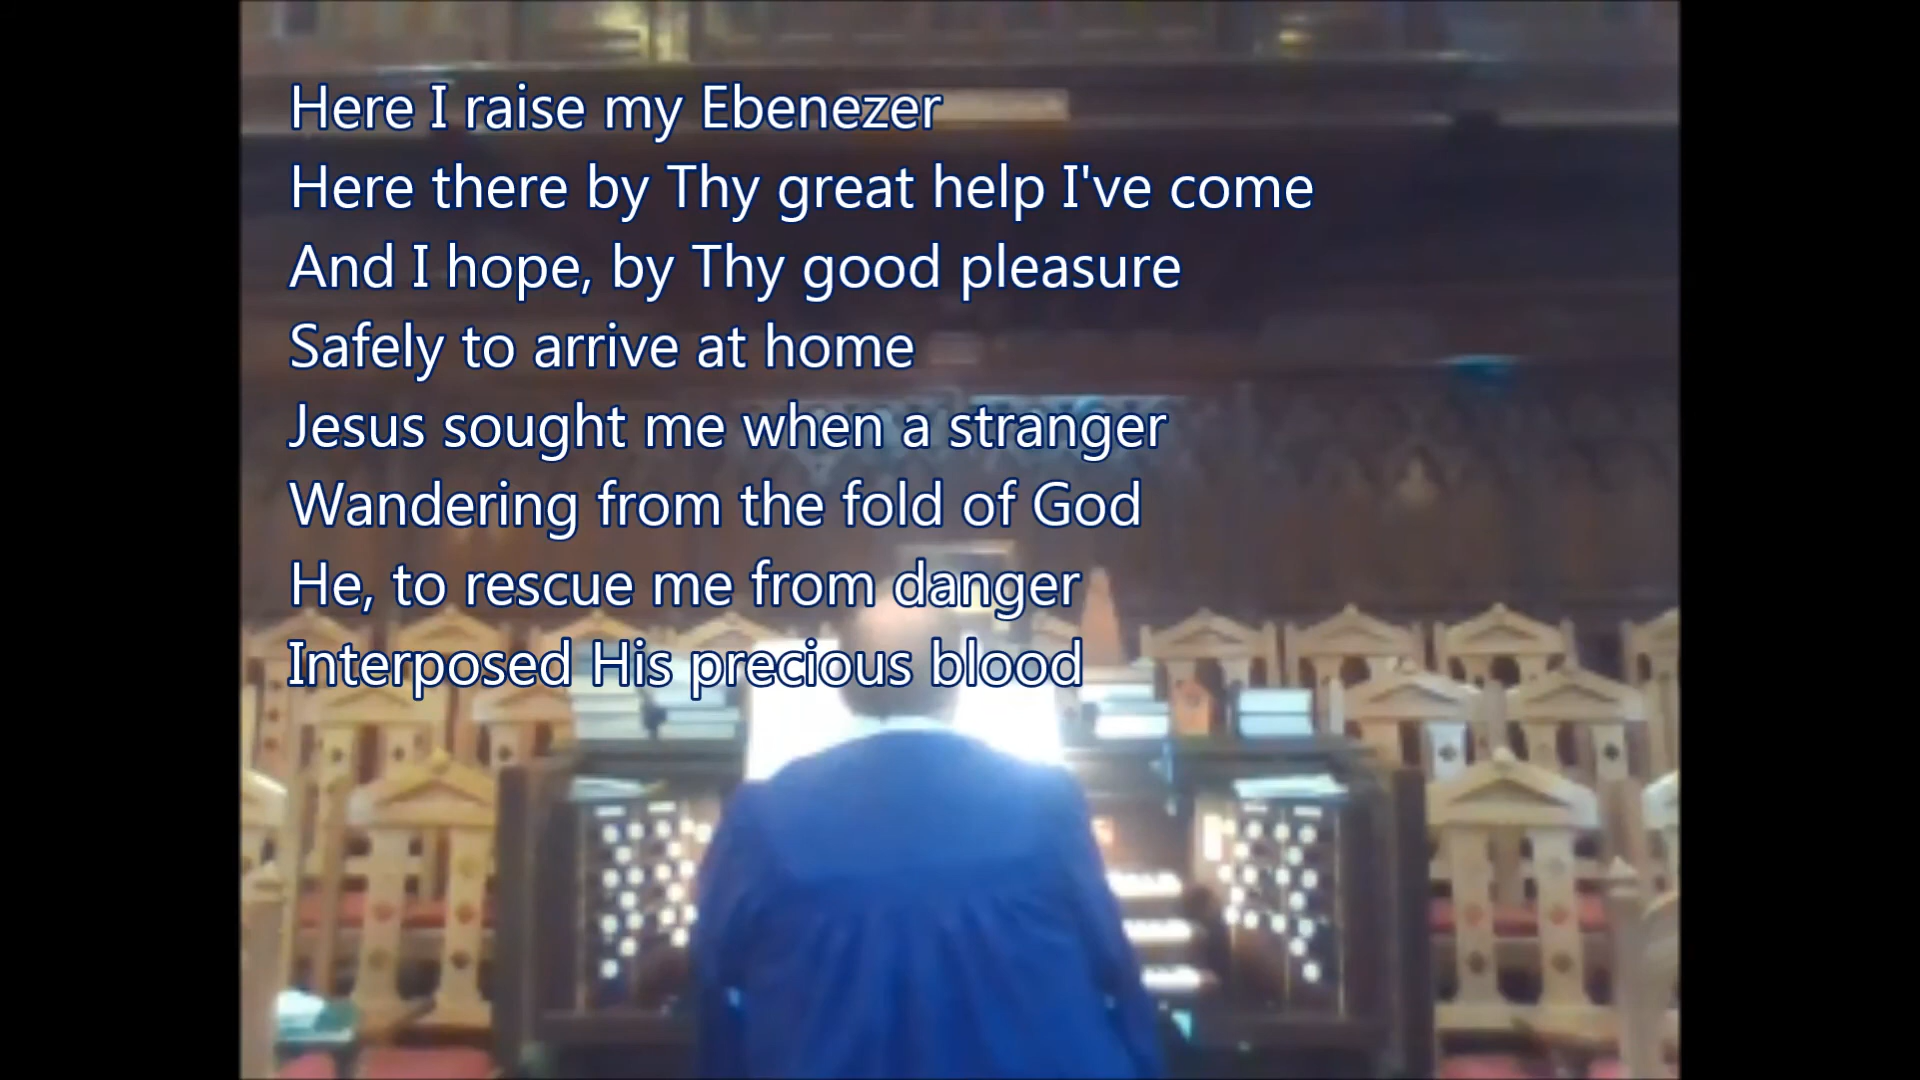 Here I raise my Ebenezer
Here there by Thy great help I've come
And I hope, by Thy good pleasure
Safely to arrive at home
Jesus sought me when a stranger
Wandering from the fold of God
He, to rescue me from danger
Interposed His precious blood